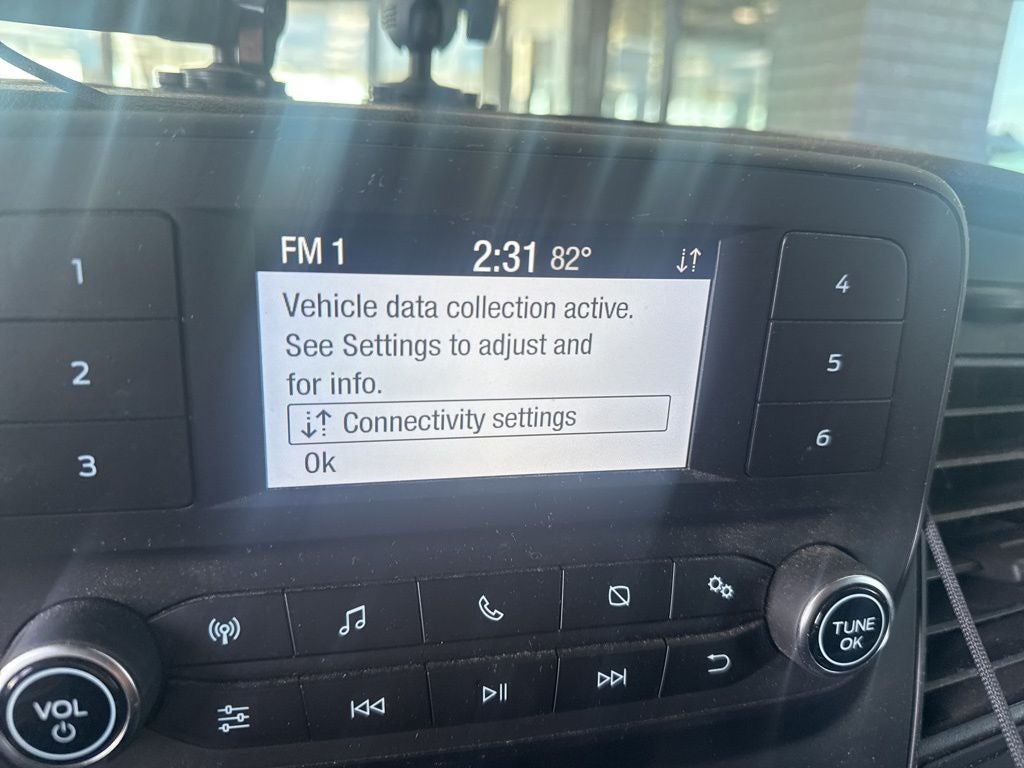 FM 1 2:31 82°
Vehicle data collection active.
See Settings to adjust and
for info.
Connectivity settings
Ok
1
2
3
4
5
6
VOL
TUNE
OK